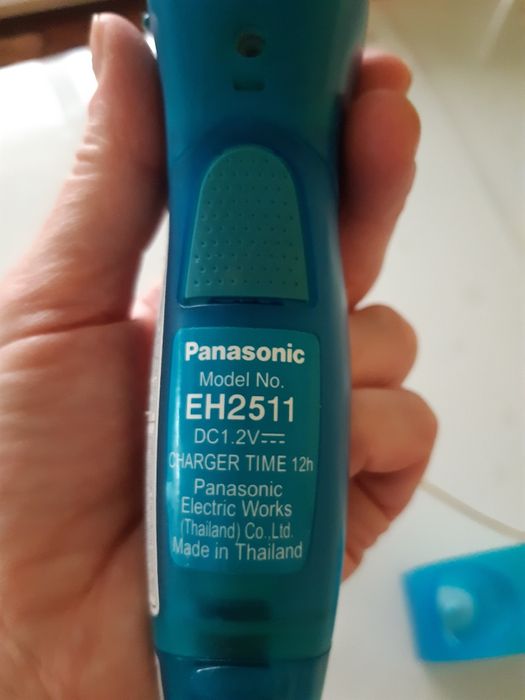 Panasonic
Model No.
EH2511
DC1.2V⎓
CHARGER TIME 12h
Panasonic
Electric Works
(Thailand) Co.,Ltd.
Made in Thailand